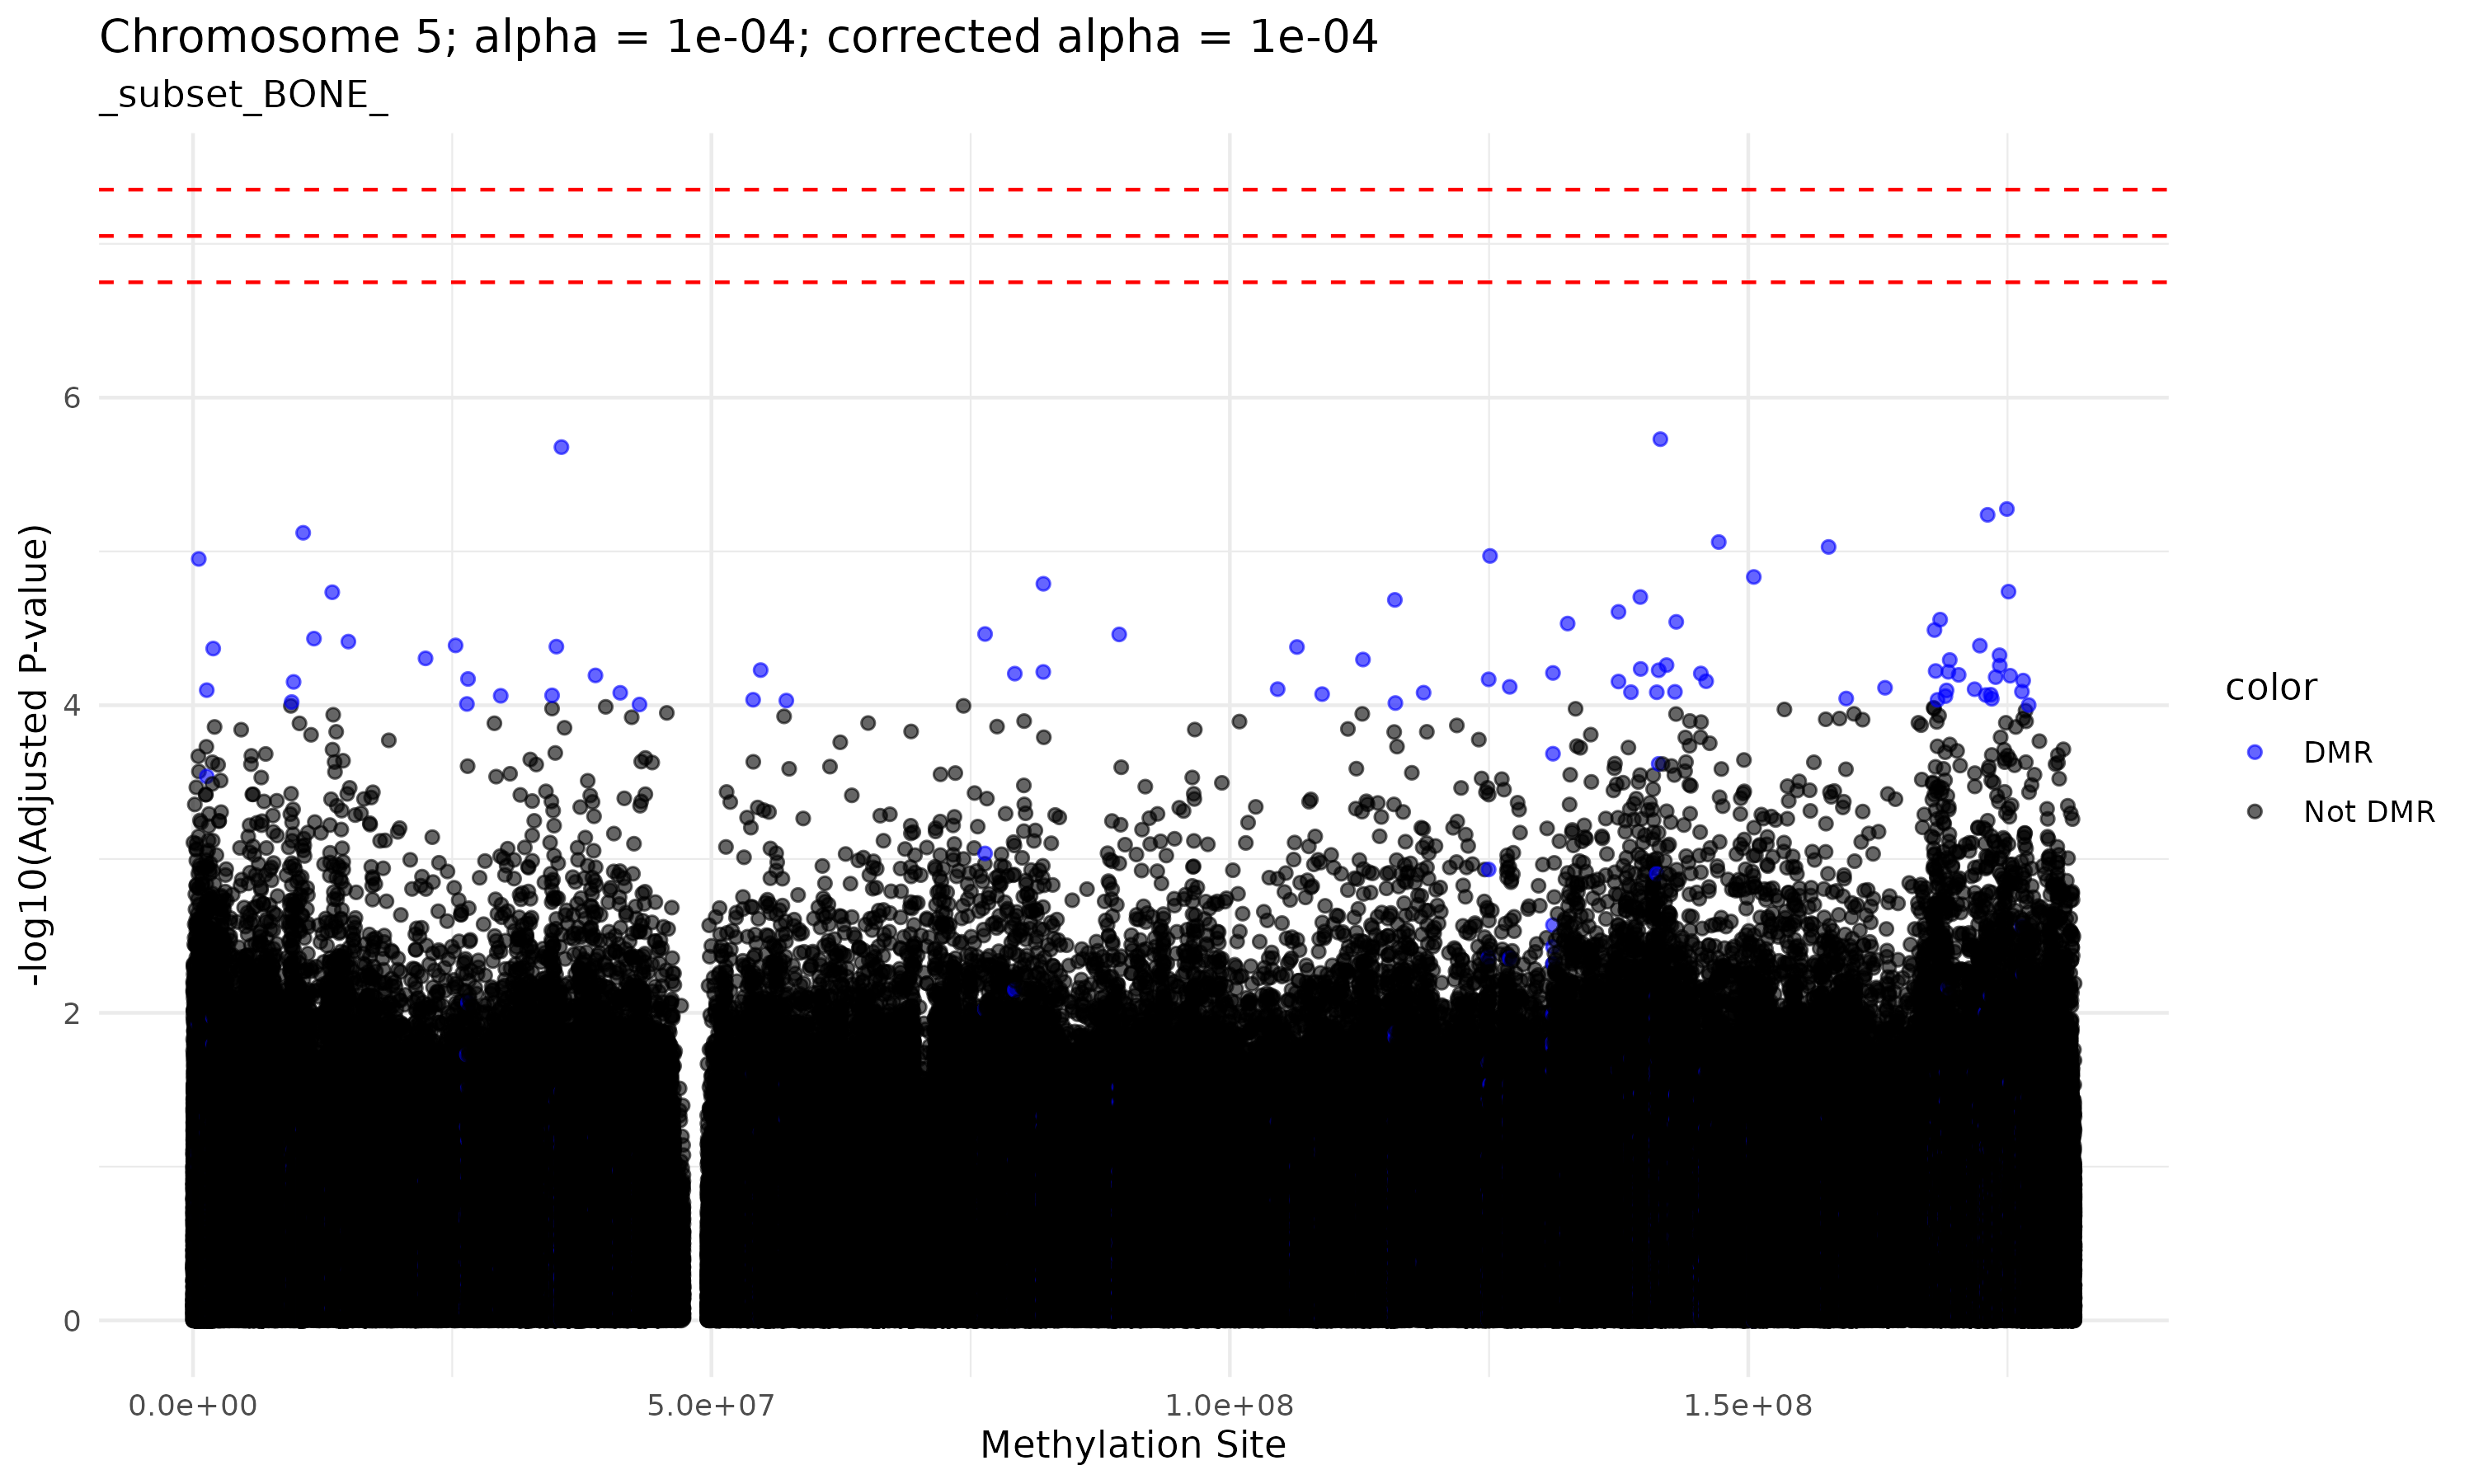 Chromosome 5; alpha = 1e-04; corrected alpha = 1e-04
_subset_BONE_
-log10(Adjusted P-value)
6
4
2
0
0.0e+00
5.0e+07
1.0e+08
1.5e+08
Methylation Site
color
DMR
Not DMR